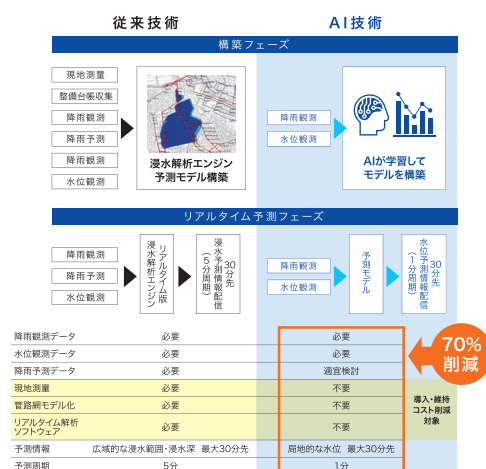 従来技術
AI技術
構築フェーズ
現地測量
整備台帳収集
降雨観測
降雨予測
降雨観測
水位観測
浸水解析エンジン
予測モデル構築
降雨観測
水位観測
AIが学習して
モデルを構築
リアルタイム予測フェーズ
降雨観測
降雨予測
水位観測
リアルタイム版
浸水解析エンジン
30分先
浸水予測情報配信
(5分周期)
降雨観測
水位観測
予測モデル
30分先
水位予測情報配信
(1分周期)
降雨観測データ 必要 必要
水位観測データ 必要 必要
降雨予測データ 必要 適宜検討
現地測量 必要 不要
管路網モデル化 必要 不要
リアルタイム解析
ソフトウェア 必要 不要
予測情報 広域的な浸水範囲・浸水深 最大30分先 局地的な水位 最大30分先
予測周期 5分 1分
70%
削減
導入・維持
コスト削減
対象